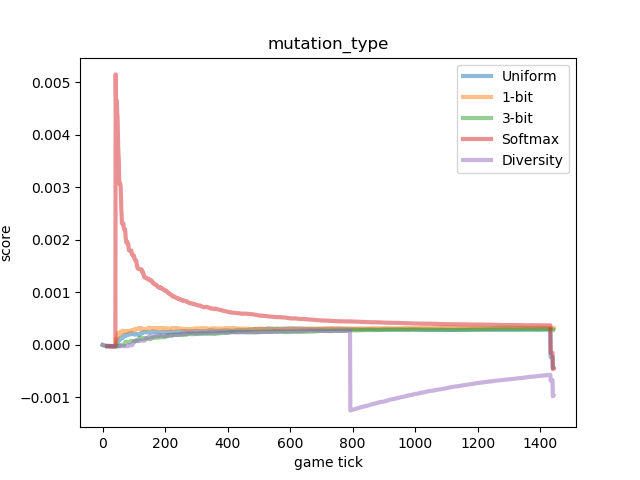 mutation_type
score
0.005
0.004
0.003
0.002
0.001
0.000
−0.001
Uniform
1-bit
3-bit
Softmax
Diversity
0 200 400 600 800 1000 1200 1400
game tick